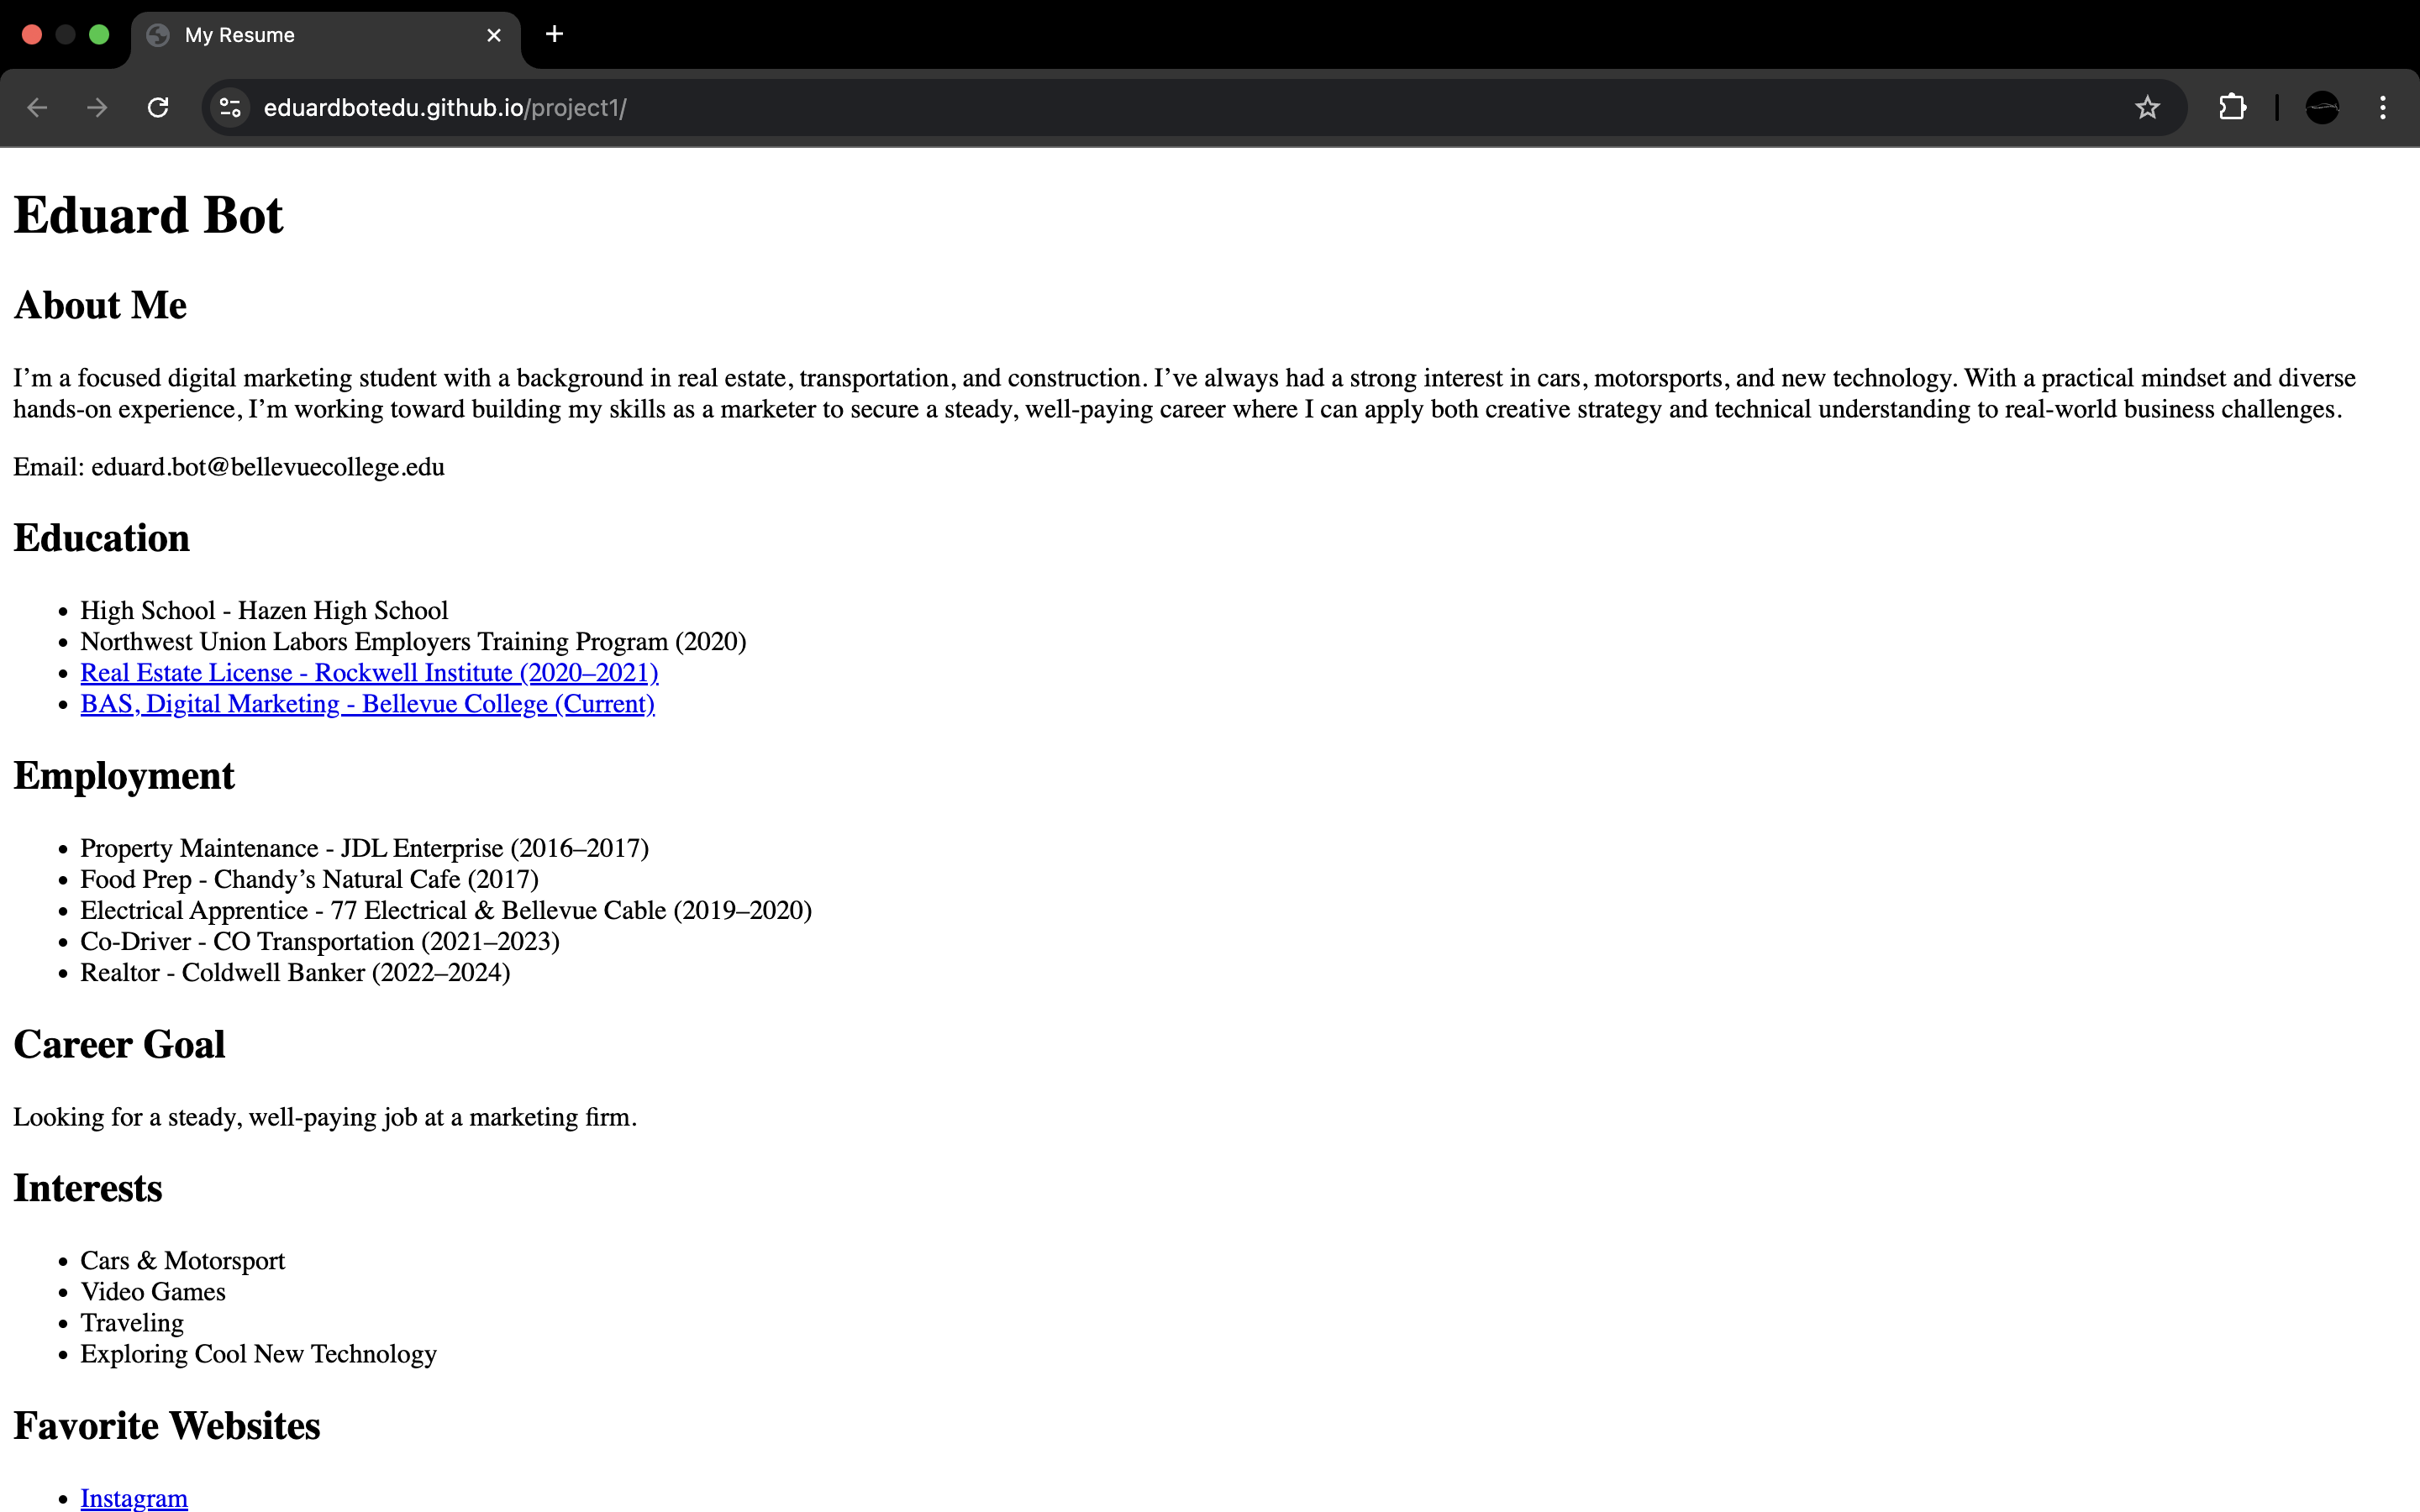 My Resume
eduardbotedu.github.io/project1/
Eduard Bot
About Me
I’m a focused digital marketing student with a background in real estate, transportation, and construction. I’ve always had a strong interest in cars, motorsports, and new technology. With a practical mindset and diverse
hands-on experience, I’m working toward building my skills as a marketer to secure a steady, well-paying career where I can apply both creative strategy and technical understanding to real-world business challenges.
Email: eduard.bot@bellevuecollege.edu
Education
• High School - Hazen High School
• Northwest Union Labors Employers Training Program (2020)
• Real Estate License - Rockwell Institute (2020–2021)
• BAS, Digital Marketing - Bellevue College (Current)
Employment
• Property Maintenance - JDL Enterprise (2016–2017)
• Food Prep - Chandy’s Natural Cafe (2017)
• Electrical Apprentice - 77 Electrical & Bellevue Cable (2019–2020)
• Co-Driver - CO Transportation (2021–2023)
• Realtor - Coldwell Banker (2022–2024)
Career Goal
Looking for a steady, well-paying job at a marketing firm.
Interests
• Cars & Motorsport
• Video Games
• Traveling
• Exploring Cool New Technology
Favorite Websites
• Instagram